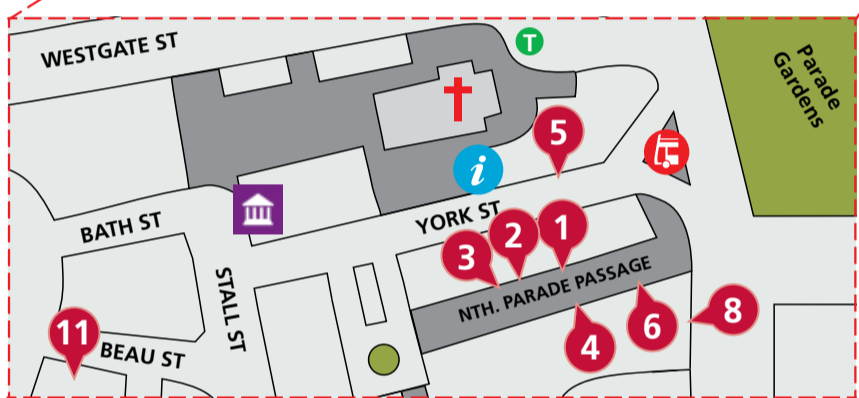 WESTGATE ST
T
Parade
Gardens
5
i
BATH ST
YORK ST
1
2
3
NTH. PARADE PASSAGE
STALL ST
11
BEAU ST
4
6
8